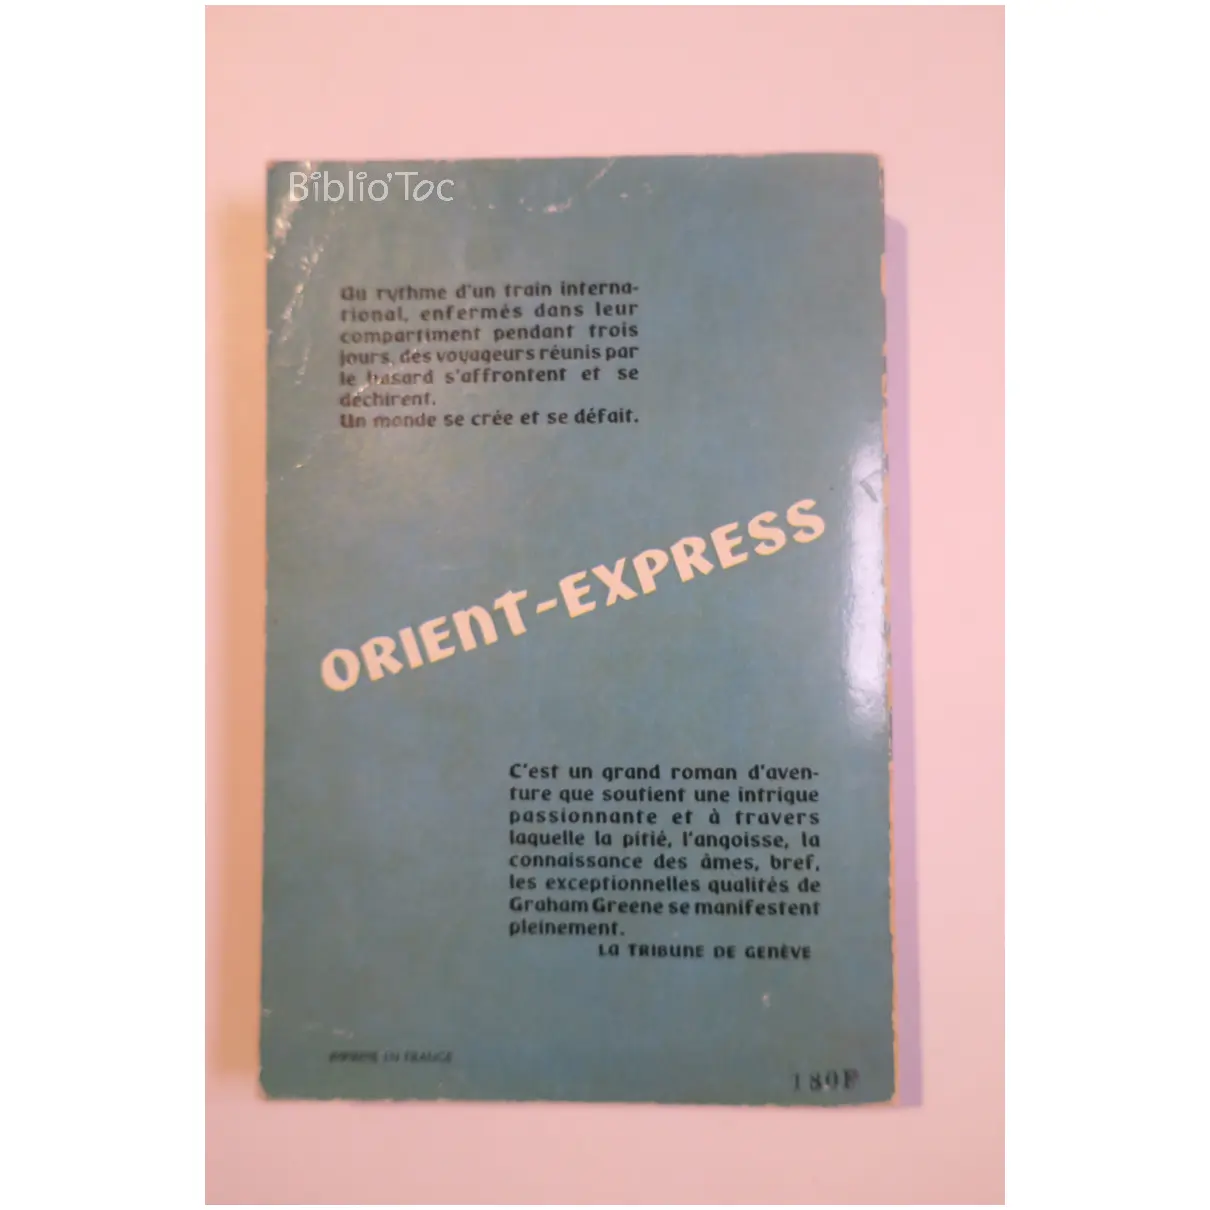 Biblio'Toc
Au rythme d'un train interna-
tional, enfermés dans leur
compartiment pendant trois
jours, des voyageurs réunis par
le hasard s'affrontent et se
déchirent.
Un monde se crée et se défait.
ORIENT-EXPRESS
C'est un grand roman d'aven-
ture que soutient une intrigue
passionnante et à travers
laquelle la pitié, l'angoisse, la
connaissance des âmes, bref,
les exceptionnelles qualités de
Graham Greene se manifestent
pleinement.
LA TRIBUNE DE GENÈVE
IMPRIMÉ EN FRANCE
180F